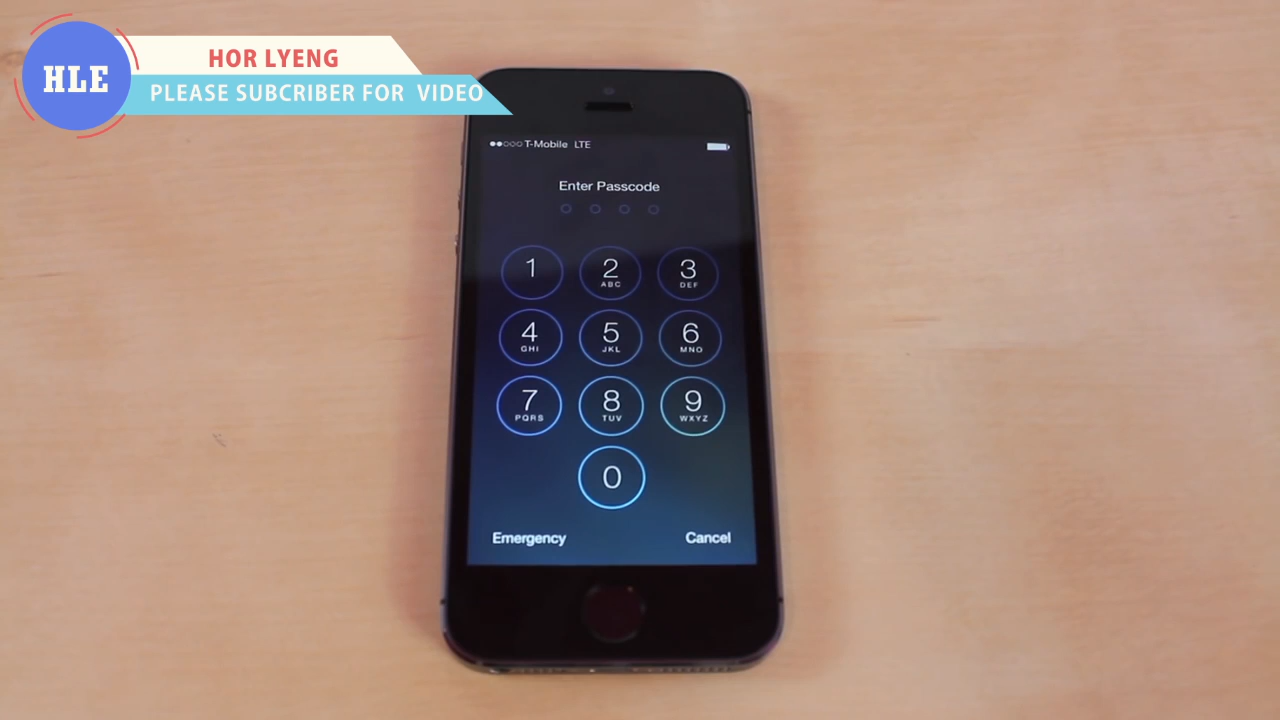 HLE
HOR LYENG
PLEASE SUBCRIBER FOR VIDEO
T-Mobile LTE
Enter Passcode
1 2 3
ABC DEF
4 5 6
GHI JKL MNO
7 8 9
PQRS TUV WXYZ
0
Emergency Cancel